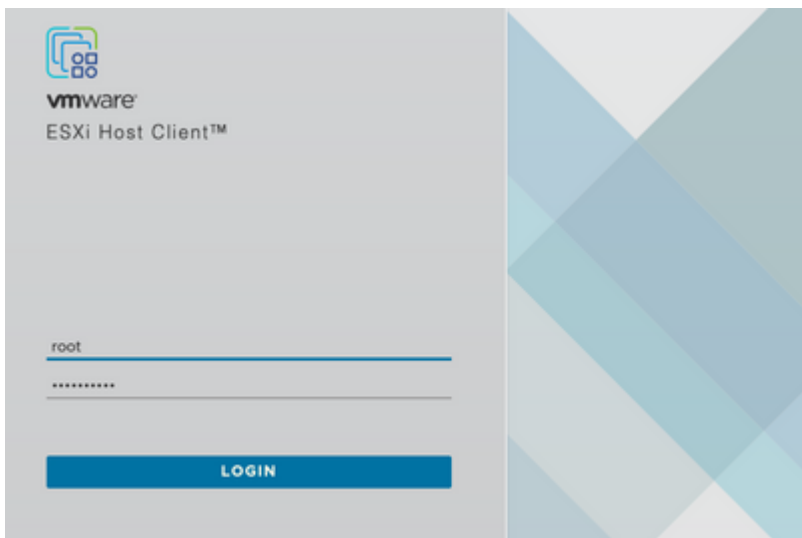 vmware®
ESXi Host Client™
root
••••••••••
LOGIN